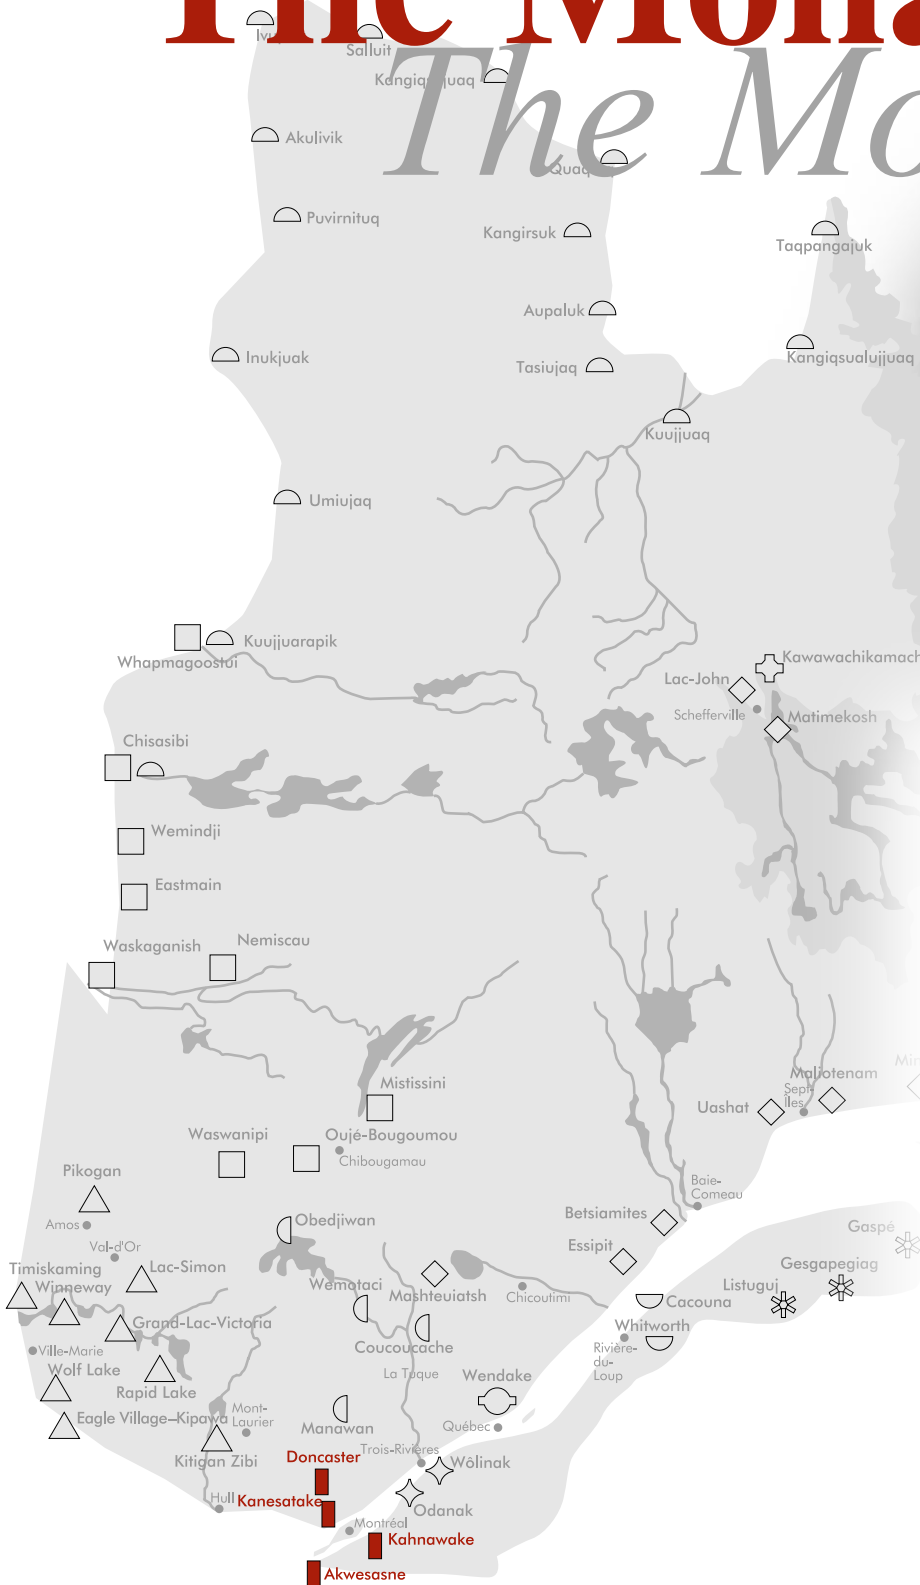 The Moha
The Mo
Salluit
Akulivik
Puvirnituq
Kangirsuk
Taqpangajuk
Aupaluk
Inukjuak
Kangiqsualujjuaq
Tasiujaq
Kuujjuaq
Umiujaq
Kuujjuarapik
Whapmagoostui
Kawawachikamach
Lac-John
Schefferville
Matimekosh
Chisasibi
Wemindji
Eastmain
Waskaganish
Nemiscau
Mistissini
Maliotenam
Sept-
Îles
Uashat
Waswanipi
Oujé-Bougoumou
Chibougamau
Pikogan
Baie-
Comeau
Amos
Obedjiwan
Betsiamites
Gaspé
Val-d'Or
Essipit
Timiskaming
Lac-Simon
Gesgapegiag
Winneway
Wemotaci
Mashteuiatsh
Chicoutimi
Listuguj
Cacouna
Grand-Lac-Victoria
Whitworth
Ville-Marie
Coucoucache
Rivière-
du-
Loup
Wolf Lake
La Tuque
Wendake
Rapid Lake
Mont-
Laurier
Eagle Village–Kipawa
Manawan
Québec
Trois-Rivières
Kitigan Zibi
Doncaster
Wôlinak
Hull
Kanesatake
Odanak
Montréal
Kahnawake
Akwesasne